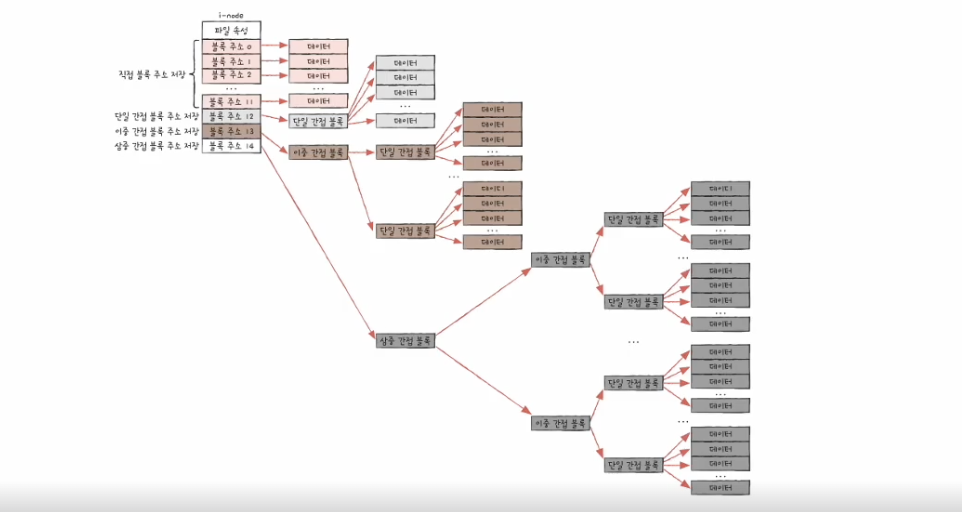 i-node
파일 속성
직접 블록 주소 저장
블록 주소 0
데이터
블록 주소 1
데이터
블록 주소 2
데이터
...
블록 주소 11
데이터
단일 간접 블록 주소 저장
블록 주소 12
단일 간접 블록
데이터
데이터
데이터
...
데이터
이중 간접 블록 주소 저장
블록 주소 13
이중 간접 블록
단일 간접 블록
데이터
데이터
데이터
...
데이터
...
단일 간접 블록
데이터
데이터
데이터
...
데이터
삼중 간접 블록 주소 저장
블록 주소 14
삼중 간접 블록
이중 간접 블록
단일 간접 블록
데이터
데이터
데이터
...
데이터
...
단일 간접 블록
데이터
데이터
데이터
...
데이터
...
이중 간접 블록
단일 간접 블록
데이터
데이터
데이터
...
데이터
...
단일 간접 블록
데이터
데이터
데이터
...
데이터